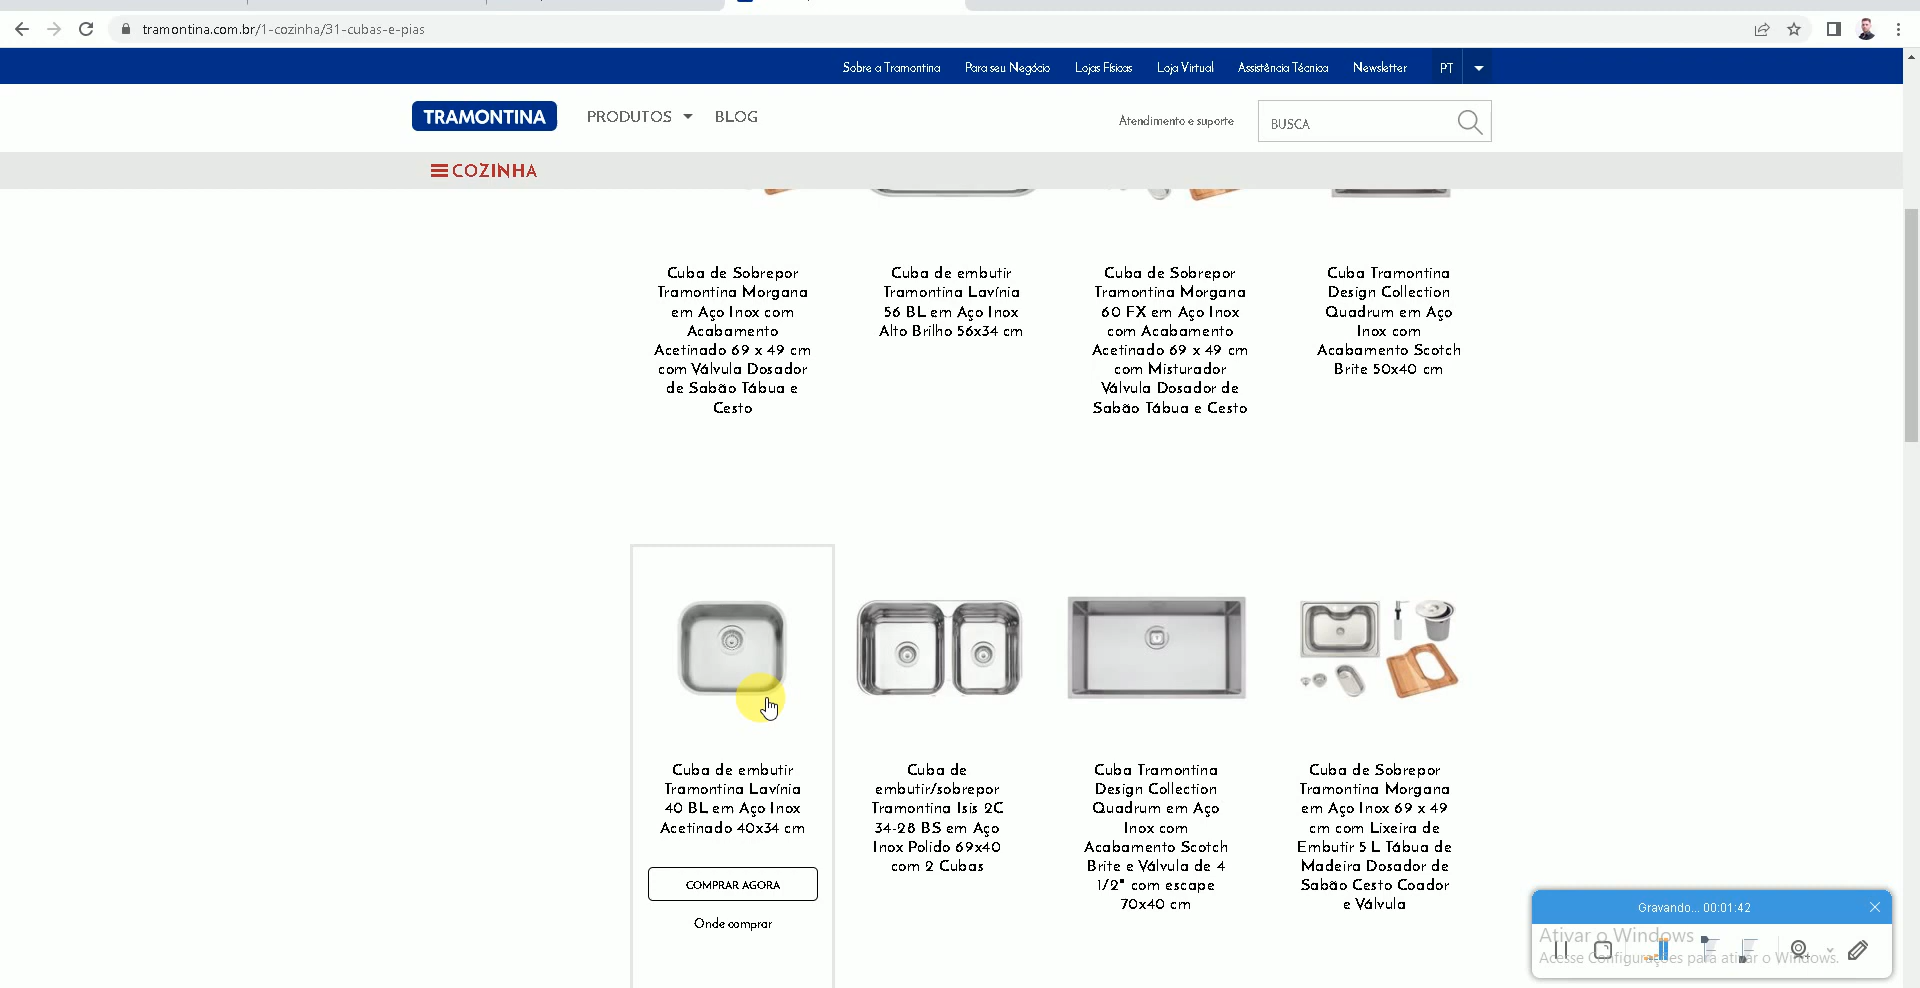 tramontina.com.br/1-cozinha/31-cubas-e-pias
Sobre a Tramontina
Para seu Negócio
Lojas Físicas
Loja Virtual
Assistência Técnica
Newsletter
PT
TRAMONTINA
PRODUTOS
BLOG
Atendimento e suporte
BUSCA
COZINHA
Cuba de Sobrepor
Tramontina Morgana
em Aço Inox com
Acabamento
Acetinado 69 x 49 cm
com Válvula Dosador
de Sabão Tábua e
Cesto
Cuba de embutir
Tramontina Lavínia
56 BL em Aço Inox
Alto Brilho 56x34 cm
Cuba de Sobrepor
Tramontina Morgana
60 FX em Aço Inox
com Acabamento
Acetinado 69 x 49 cm
com Misturador
Válvula Dosador de
Sabão Tábua e Cesto
Cuba Tramontina
Design Collection
Quadrum em Aço
Inox com
Acabamento Scotch
Brite 50x40 cm
Cuba de embutir
Tramontina Lavínia
40 BL em Aço Inox
Acetinado 40x34 cm
COMPRAR AGORA
Onde comprar
Cuba de
embutir/sobrepor
Tramontina Isis 2C
34-28 BS em Aço
Inox Polido 69x40
com 2 Cubas
Cuba Tramontina
Design Collection
Quadrum em Aço
Inox com
Acabamento Scotch
Brite e Válvula de 4
1/2" com escape
70x40 cm
Cuba de Sobrepor
Tramontina Morgana
em Aço Inox 69 x 49
cm com Lixeira de
Embutir 5 L Tábua de
Madeira Dosador de
Sabão Cesto Coador
e Válvula
Gravando... 00:01:42
Ativar o Windows
Acesse Configurações para ativar o Windows.